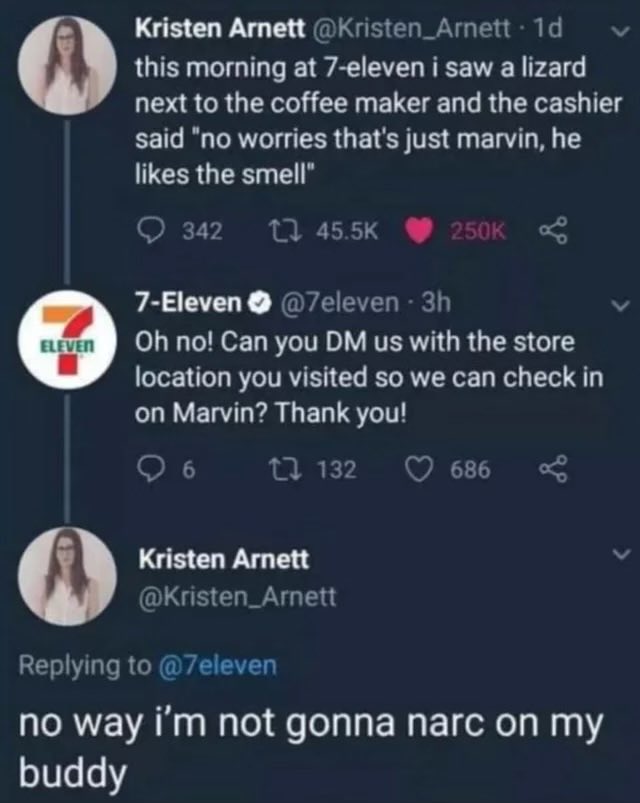 Kristen Arnett @Kristen_Arnett · 1d
this morning at 7-eleven i saw a lizard
next to the coffee maker and the cashier
said "no worries that's just marvin, he
likes the smell"
342 45.5K 250K
7-Eleven @7eleven · 3h
ELEVEn
Oh no! Can you DM us with the store
location you visited so we can check in
on Marvin? Thank you!
6 132 686
Kristen Arnett
@Kristen_Arnett
Replying to @7eleven
no way i'm not gonna narc on my
buddy